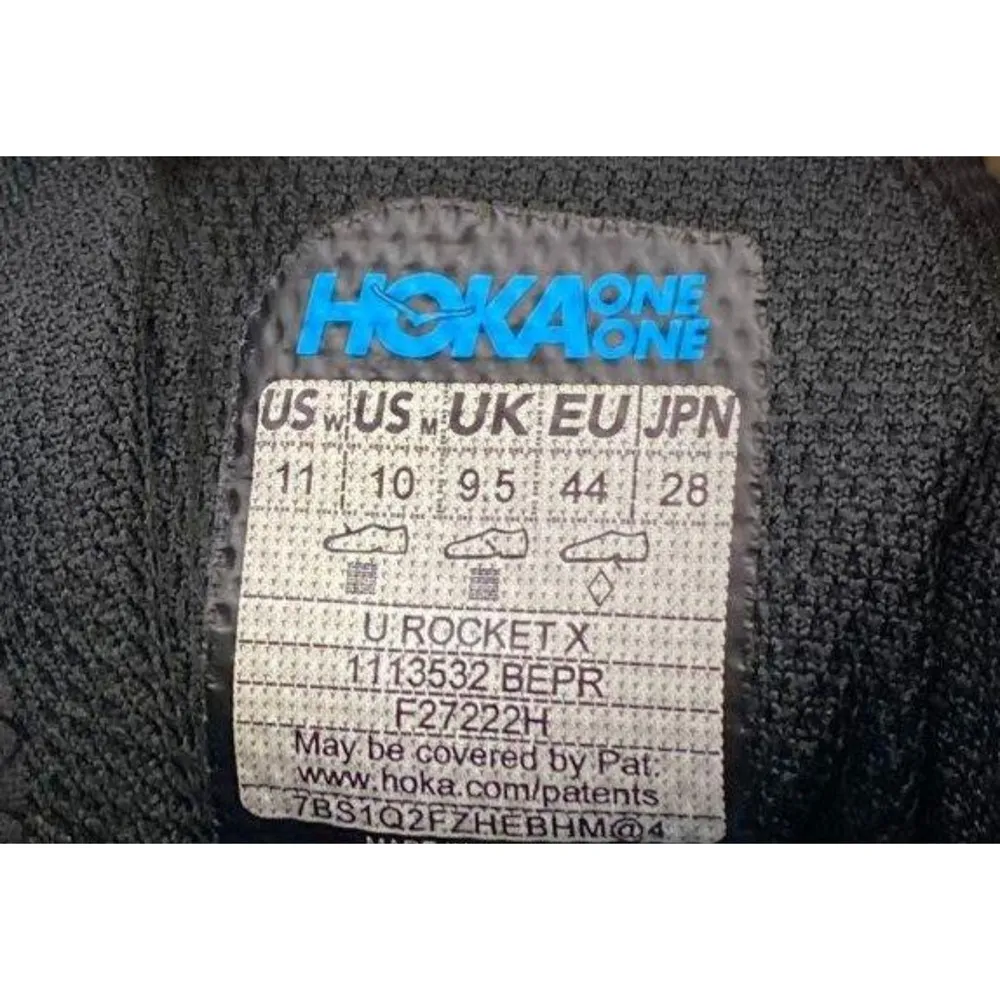 HOKA ONE ONE
US W US M UK EU JPN
11 10 9.5 44 28
U ROCKET X
1113532 BEPR
F27222H
May be covered by Pat.
www.hoka.com/patents
7BS1Q2FZHEBHM@4